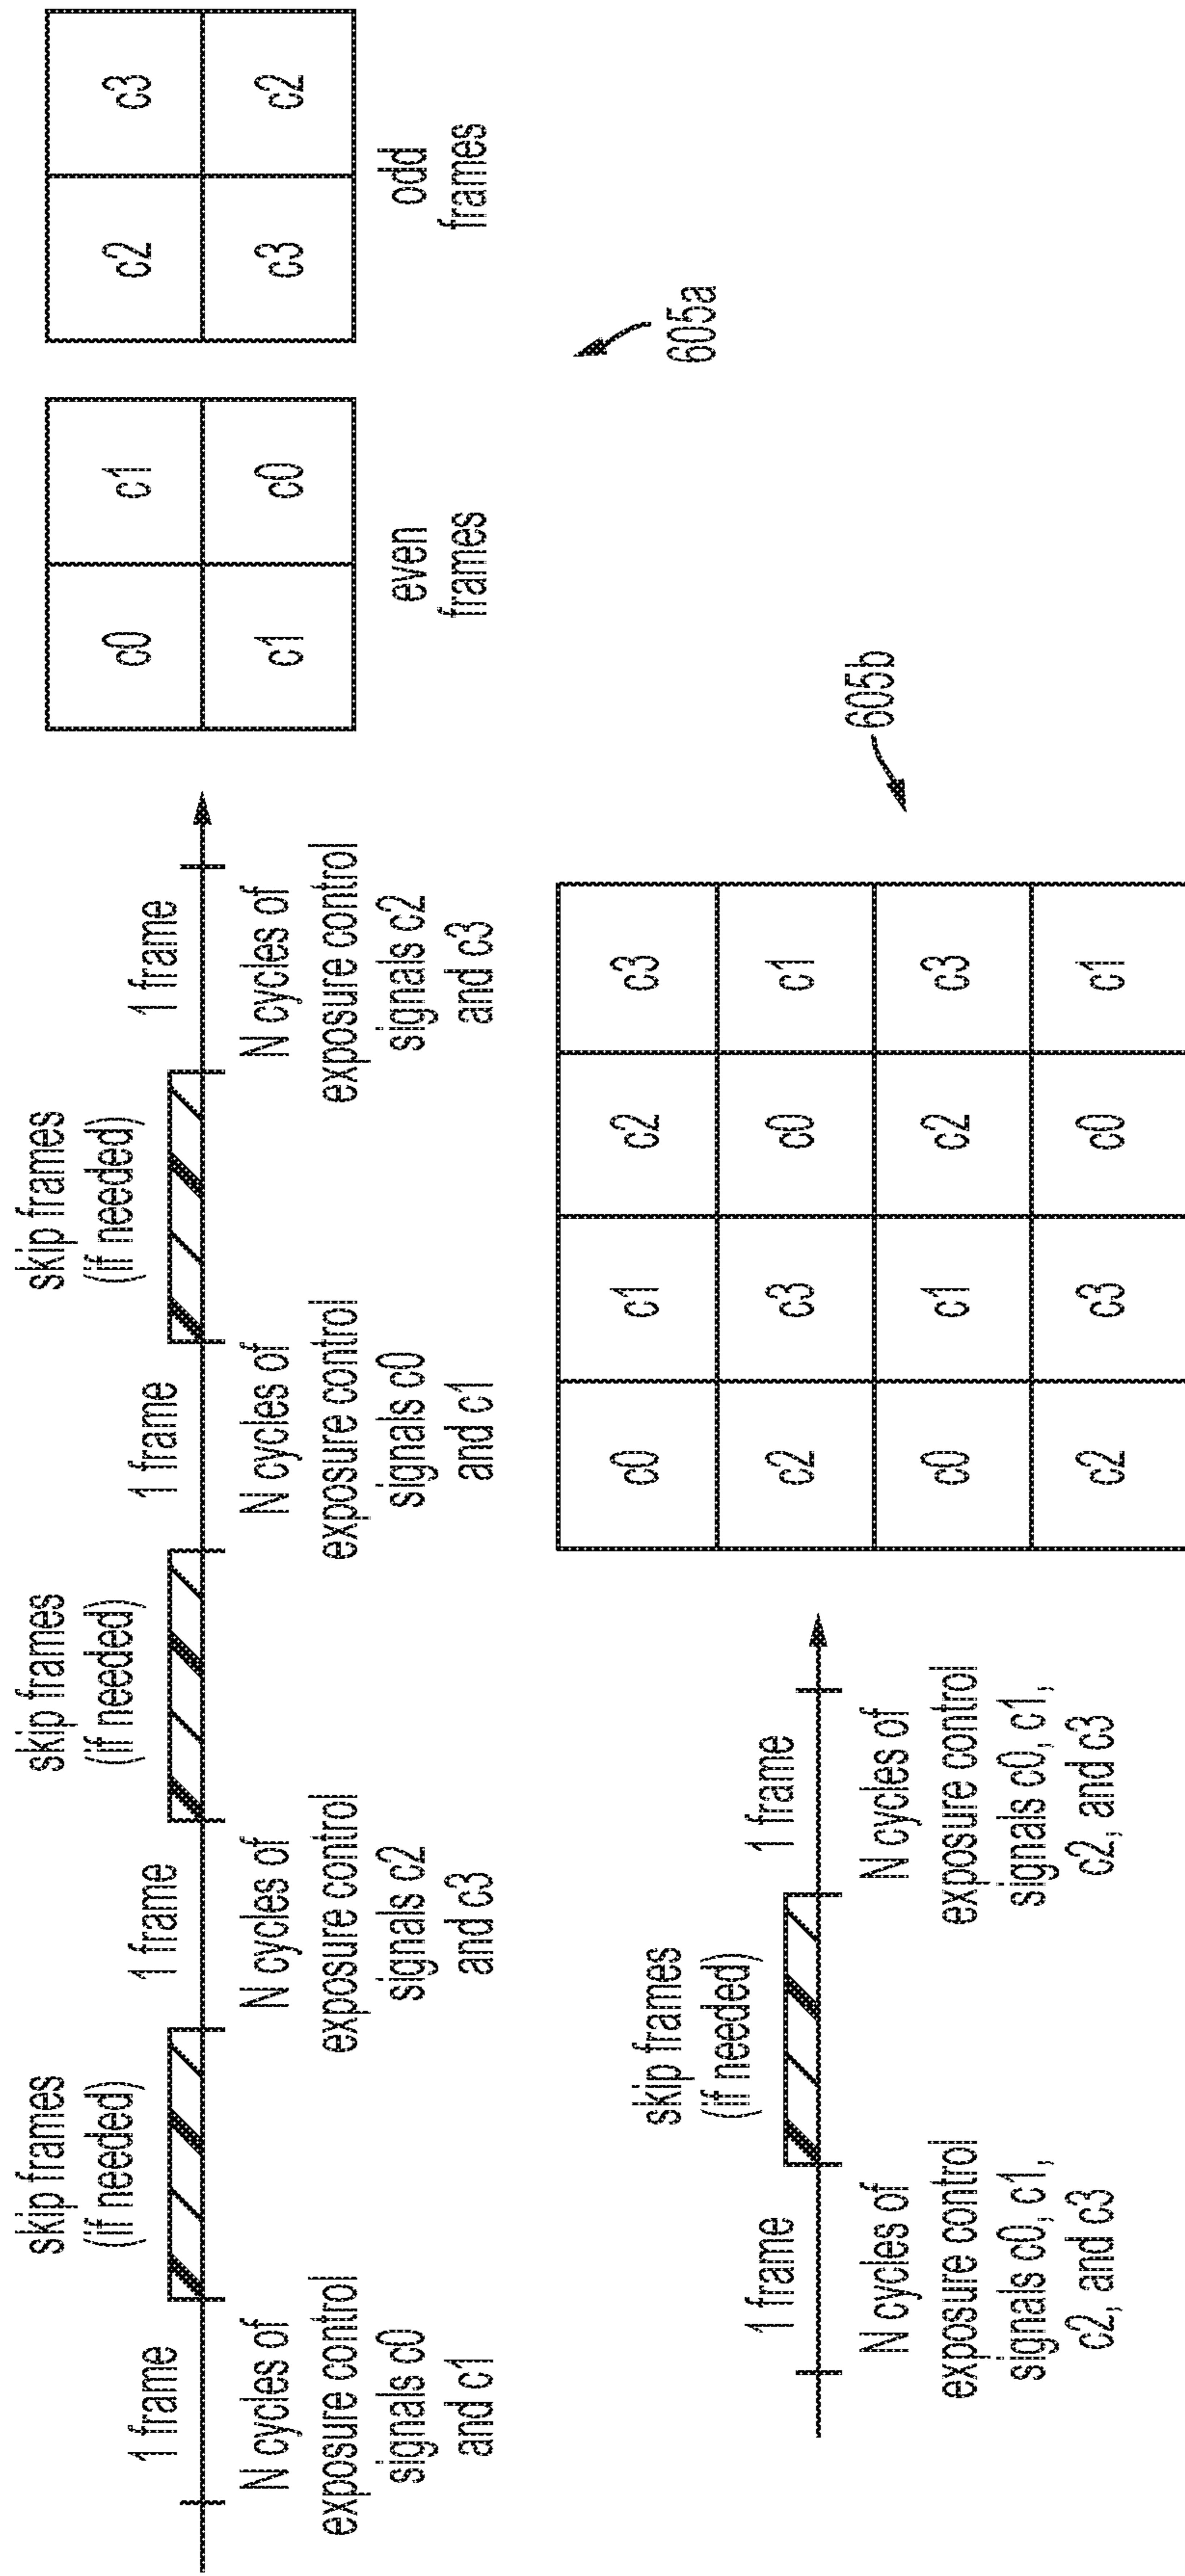 skip frames
(if needed)
skip frames
(if needed)
skip frames
(if needed)
1 frame
1 frame
1 frame
1 frame
N cycles of
exposure control
signals c0
and c1
N cycles of
exposure control
signals c2
and c3
N cycles of
exposure control
signals c0
and c1
N cycles of
exposure control
signals c2
and c3
c0 c1
c1 c0
even
frames
c2 c3
c3 c2
odd
frames
605a
skip frames
(if needed)
1 frame
1 frame
N cycles of
exposure control
signals c0, c1,
c2, and c3
N cycles of
exposure control
signals c0, c1,
c2, and c3
c0 c1 c2 c3
c2 c3 c0 c1
c0 c1 c2 c3
c2 c3 c0 c1
605b